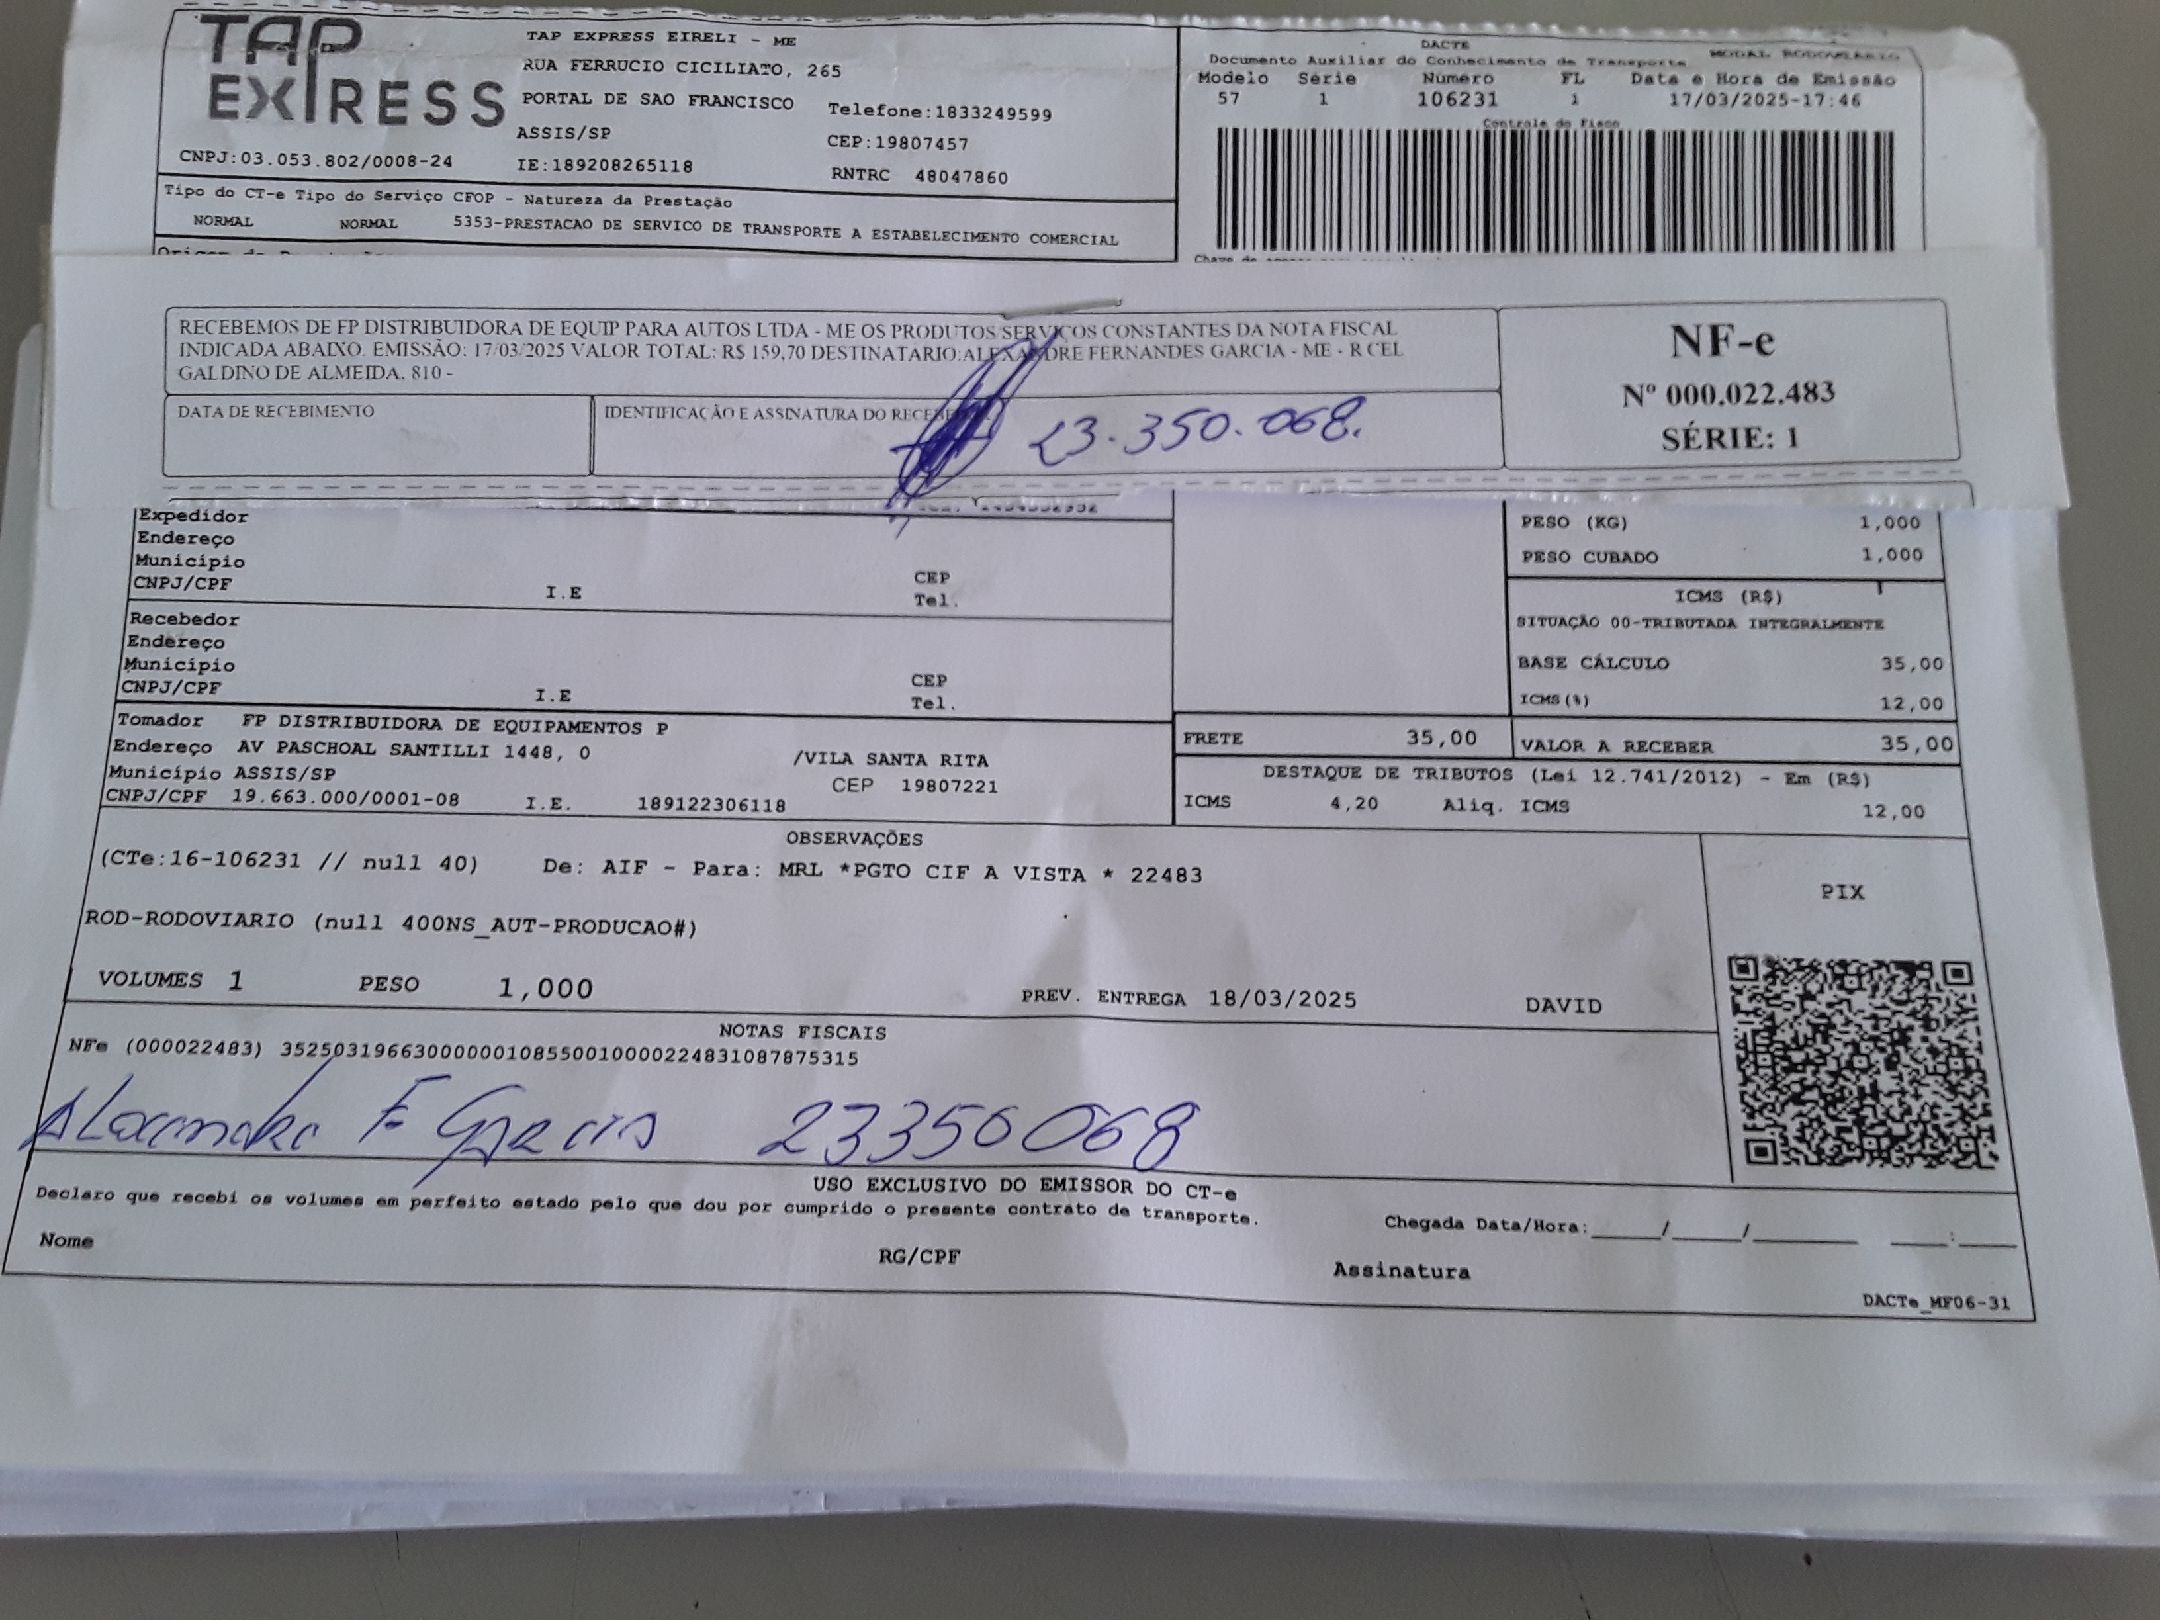 TAP EXPRESS
TAP EXPRESS EIRELI - ME
RUA FERRUCIO CICILIATO, 265
PORTAL DE SAO FRANCISCO
Telefone:1833249599
ASSIS/SP
CEP:19807457
CNPJ:03.053.802/0008-24
IE:189208265118
RNTRC 48047860
DACTE
MODAL RODOVIÁRIO
Documento Auxiliar do Conhecimento de Transporte
Modelo Série Número FL Data e Hora de Emissão
57 1 106231 1 17/03/2025-17:46
Controle do Fisco
Tipo do CT-e Tipo do Serviço CFOP - Natureza da Prestação
NORMAL NORMAL 5353-PRESTACAO DE SERVICO DE TRANSPORTE A ESTABELECIMENTO COMERCIAL
RECEBEMOS DE FP DISTRIBUIDORA DE EQUIP PARA AUTOS LTDA - ME OS PRODUTOS SERVIÇOS CONSTANTES DA NOTA FISCAL
INDICADA ABAIXO. EMISSÃO: 17/03/2025 VALOR TOTAL: R$ 159,70 DESTINATARIO:ALEXANDRE FERNANDES GARCIA - ME - R CEL
GALDINO DE ALMEIDA, 810 -
DATA DE RECEBIMENTO
IDENTIFICAÇÃO E ASSINATURA DO
23.350.068.
NF-e
Nº 000.022.483
SÉRIE: 1
Expedidor
Endereço
Município
CNPJ/CPF I.E CEP
Tel.
Recebedor
Endereço
Município
CNPJ/CPF I.E CEP
Tel.
PESO (KG) 1,000
PESO CUBADO 1,000
ICMS (R$)
SITUAÇÃO 00-TRIBUTADA INTEGRALMENTE
BASE CÁLCULO 35,00
ICMS(%) 12,00
Tomador FP DISTRIBUIDORA DE EQUIPAMENTOS P
Endereço AV PASCHOAL SANTILLI 1448, 0 /VILA SANTA RITA
Município ASSIS/SP CEP 19807221
CNPJ/CPF 19.663.000/0001-08 I.E. 189122306118
FRETE 35,00 VALOR A RECEBER 35,00
DESTAQUE DE TRIBUTOS (Lei 12.741/2012) - Em (R$)
ICMS 4,20 Aliq. ICMS 12,00
OBSERVAÇÕES
(CTe:16-106231 // null 40) De: AIF - Para: MRL *PGTO CIF A VISTA * 22483
ROD-RODOVIARIO (null 400NS_AUT-PRODUCAO#)
PIX
VOLUMES 1 PESO 1,000 PREV. ENTREGA 18/03/2025 DAVID
NOTAS FISCAIS
NFe (000022483) 35250319663000000108550010000224831087875315
Alexandre F Garcia 23350068
USO EXCLUSIVO DO EMISSOR DO CT-e
Declaro que recebi os volumes em perfeito estado pelo que dou por cumprido o presente contrato de transporte.
Chegada Data/Hora:_____/_____/________ ____:____
Nome RG/CPF Assinatura
DACTe_MF06-31